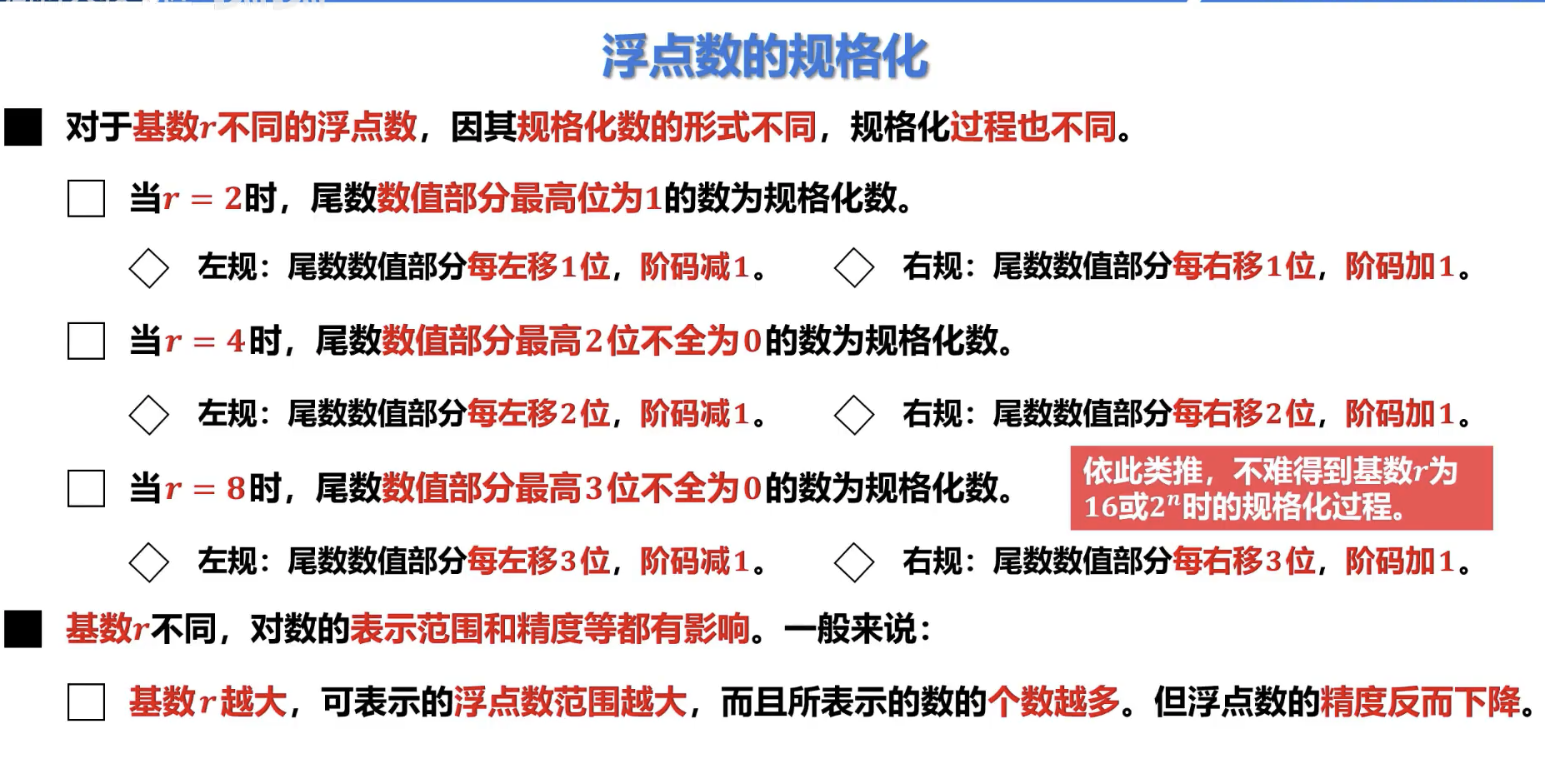 浮点数的规格化
对于基数r不同的浮点数，因其规格化数的形式不同，规格化过程也不同。
当r = 2时，尾数数值部分最高位为1的数为规格化数。
左规：尾数数值部分每左移1位，阶码减1。
右规：尾数数值部分每右移1位，阶码加1。
当r = 4时，尾数数值部分最高2位不全为0的数为规格化数。
左规：尾数数值部分每左移2位，阶码减1。
右规：尾数数值部分每右移2位，阶码加1。
当r = 8时，尾数数值部分最高3位不全为0的数为规格化数。
依此类推，不难得到基数r为
16或2ⁿ时的规格化过程。
左规：尾数数值部分每左移3位，阶码减1。
右规：尾数数值部分每右移3位，阶码加1。
基数r不同，对数的表示范围和精度等都有影响。一般来说：
基数r越大，可表示的浮点数范围越大，而且所表示的数的个数越多。但浮点数的精度反而下降。